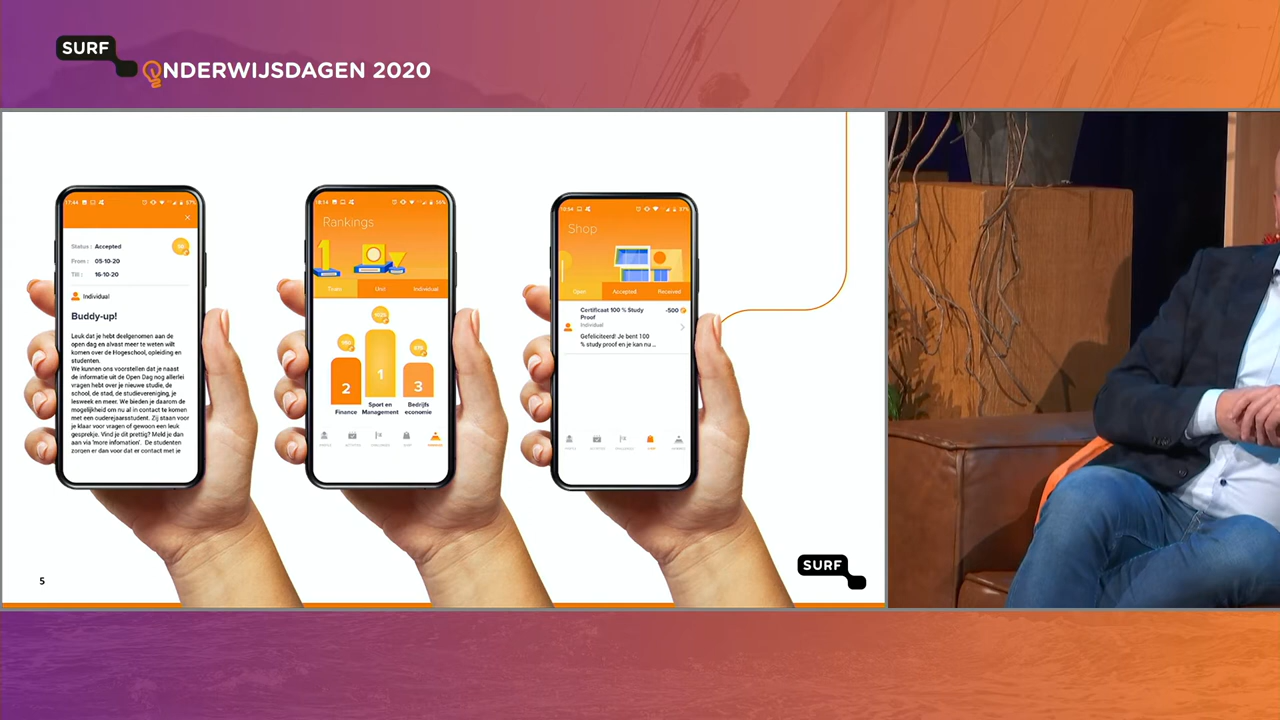 SURF
ONDERWIJSDAGEN 2020
17:44
57%
Status : Accepted
From : 05-10-20
Till : 16-10-20
Individual
Buddy-up!
Leuk dat je hebt deelgenomen aan de
open dag en alvast meer te weten wilt
komen over de Hogeschool, opleiding en
studenten.
We kunnen ons voorstellen dat je naast
de informatie uit de Open Dag nog allerlei
vragen hebt over je nieuwe studie, de
school, de stad, de studievereniging, je
lesweek en meer. We bieden je daarom de
mogelijkheid om nu al in contact te komen
met een ouderejaarsstudent. Zij staan voor
je klaar voor vragen of gewoon een leuk
gesprekje. Vind je dit prettig? Meld je dan
aan via 'more infomation'. De studenten
zorgen er dan voor dat er contact met je
Rankings
1
Team
Unit
Individual
2
1
3
Finance
Sport en
Management
Bedrijfs
economie
10:54
37%
Shop
Open
Accepted
Received
Certificaat 100 % Study
Proof
-500
Individual
Gefeliciteerd! Je bent 100
% study proof en je kan nu ...
5
SURF